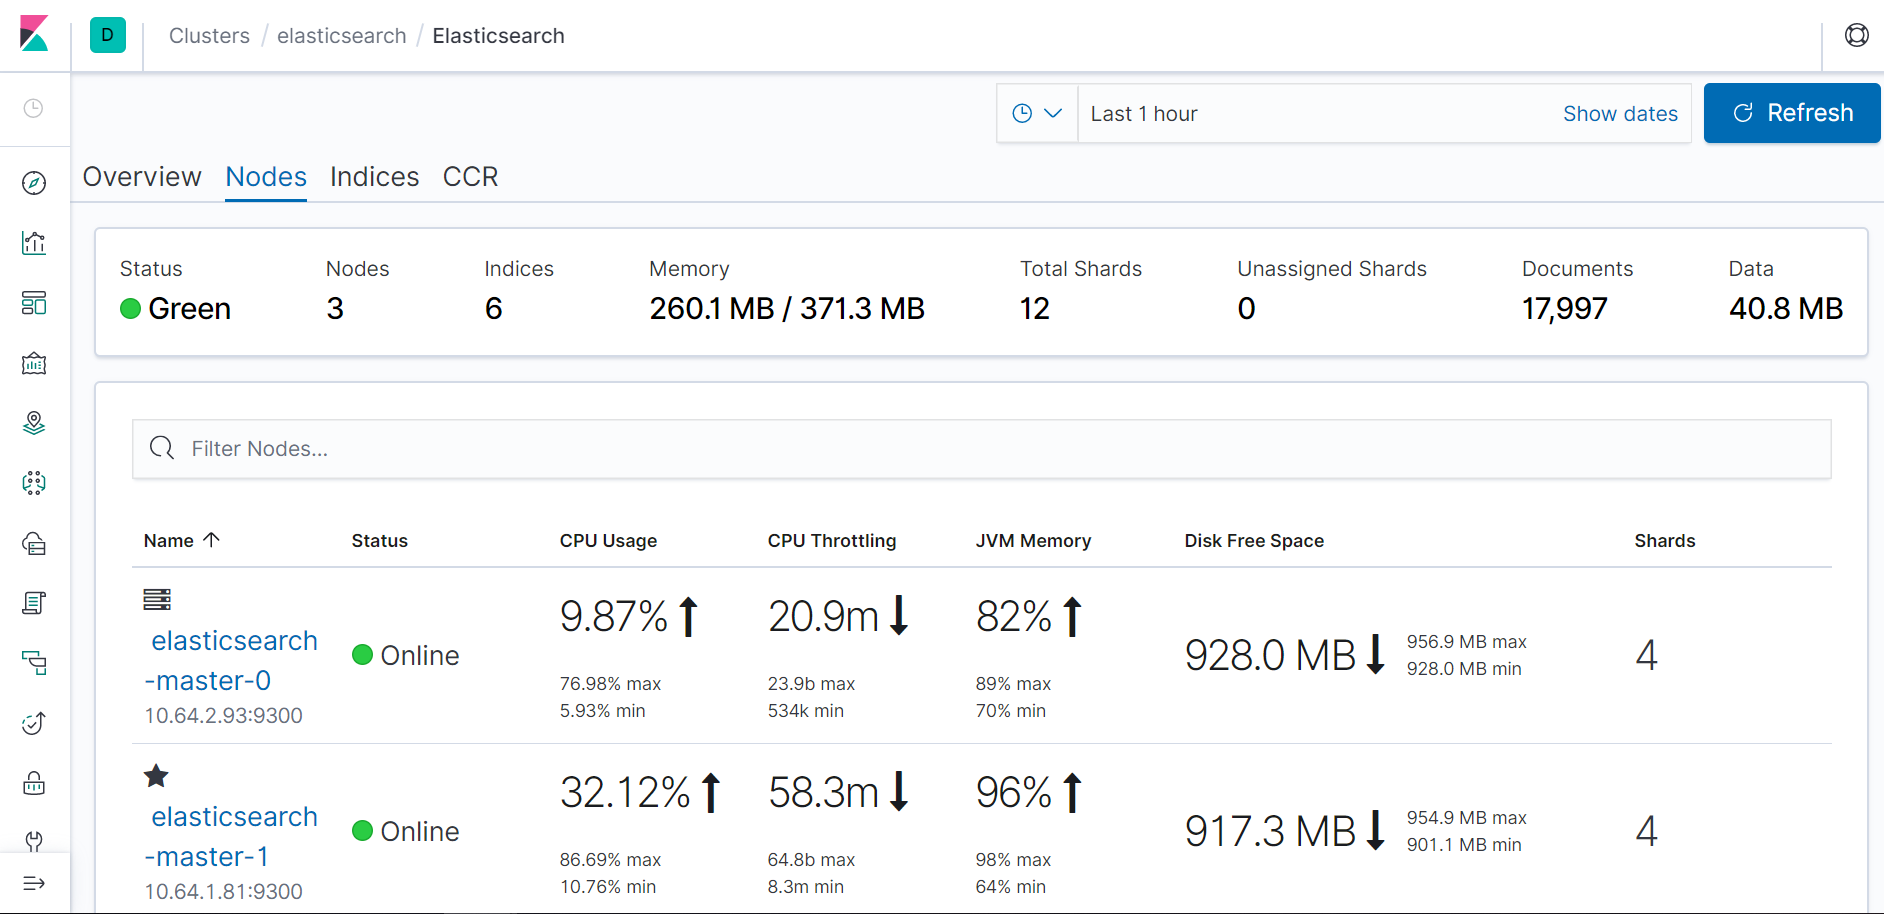 D Clusters / elasticsearch / Elasticsearch
Last 1 hour Show dates Refresh
Overview Nodes Indices CCR
Status Nodes Indices Memory Total Shards Unassigned Shards Documents Data
Green 3 6 260.1 MB / 371.3 MB 12 0 17,997 40.8 MB
Filter Nodes...
Name Status CPU Usage CPU Throttling JVM Memory Disk Free Space Shards
elasticsearch
-master-0
10.64.2.93:9300
Online
9.87%
76.98% max
5.93% min
20.9m
23.9b max
534k min
82%
89% max
70% min
928.0 MB
956.9 MB max
928.0 MB min
4
elasticsearch
-master-1
10.64.1.81:9300
Online
32.12%
86.69% max
10.76% min
58.3m
64.8b max
8.3m min
96%
98% max
64% min
917.3 MB
954.9 MB max
901.1 MB min
4